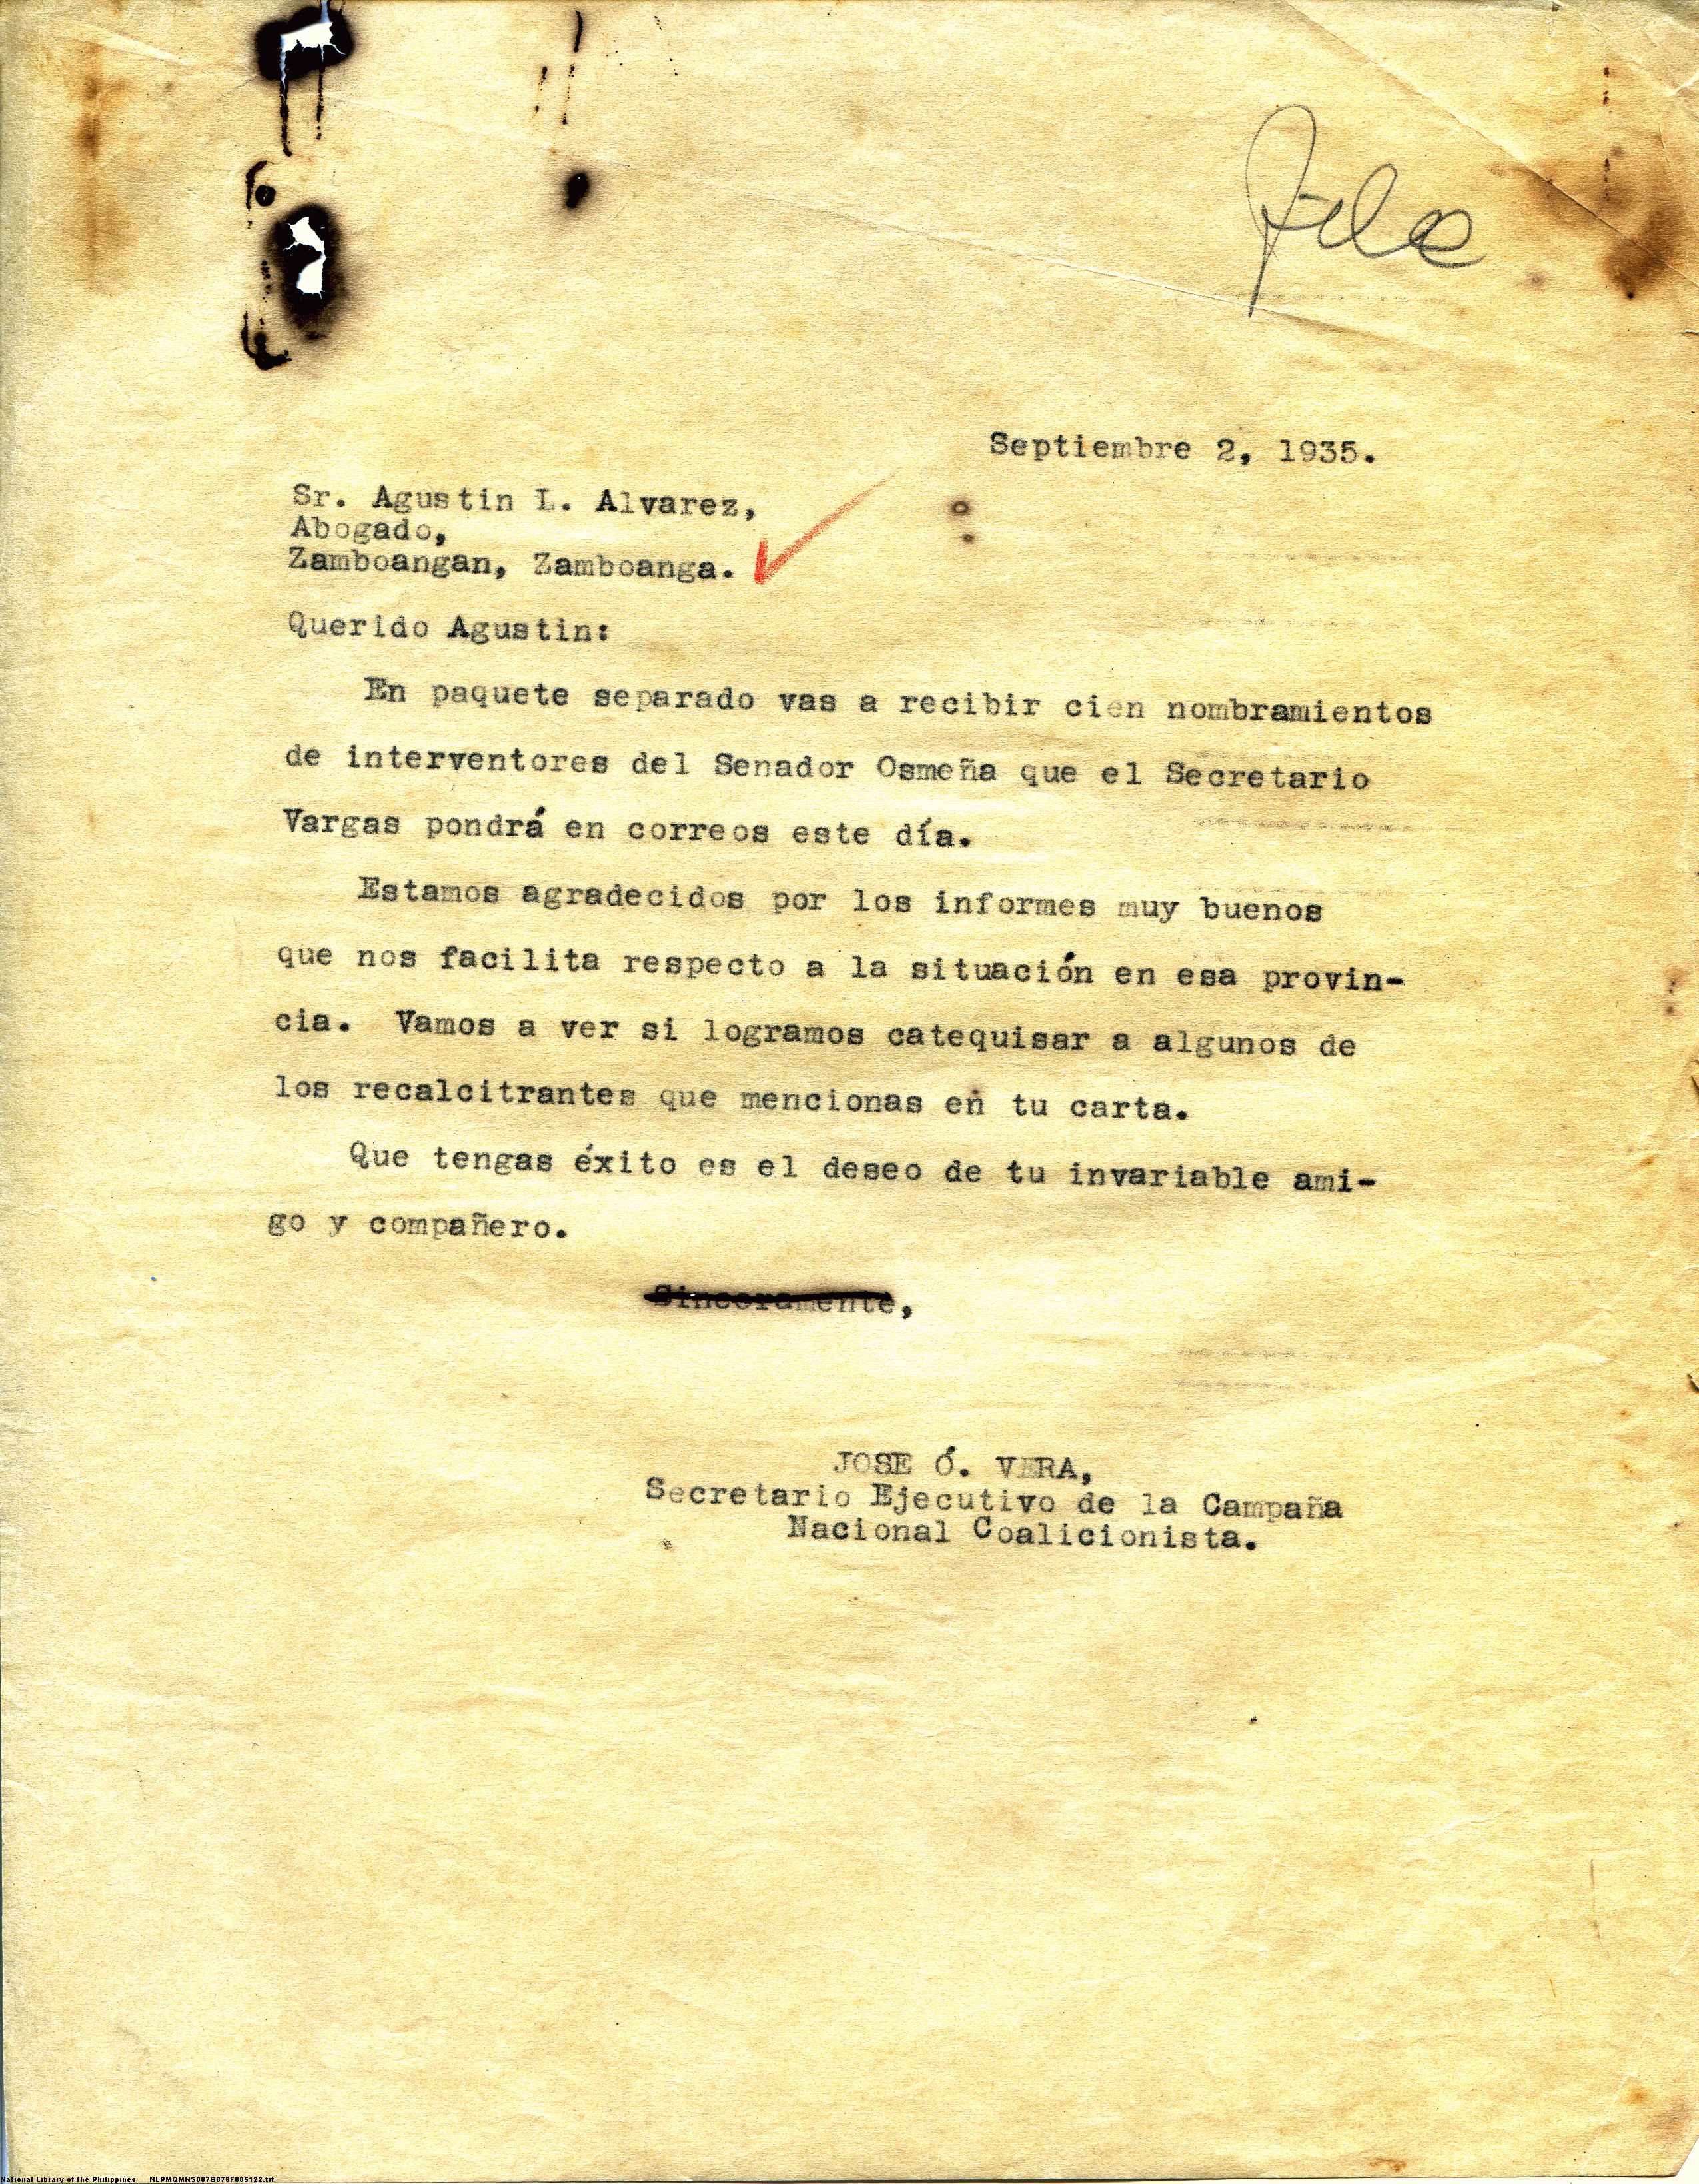 File
Septiembre 2, 1935.
Sr. Agustin L. Alvarez,
Abogado,
Zamboangan, Zamboanga.
Querido Agustin:
En paquete separado vas a recibir cien nombramientos
de interventores del Senador Osmeña que el Secretario
Vargas pondrá en correos este día.
Estamos agradecidos por los informes muy buenos
que nos facilita respecto a la situación en esa provin-
cia. Vamos a ver si logramos catequisar a algunos de
los recalcitrantes que mencionas en tu carta.
Que tengas éxito es el deseo de tu invariable ami-
go y compañero.
Sinceramente,
JOSE Ó. VERA,
Secretario Ejecutivo de la Campaña
Nacional Coalicionista.
National Library of the Philippines NLPMQMNS007B078F005122.tif